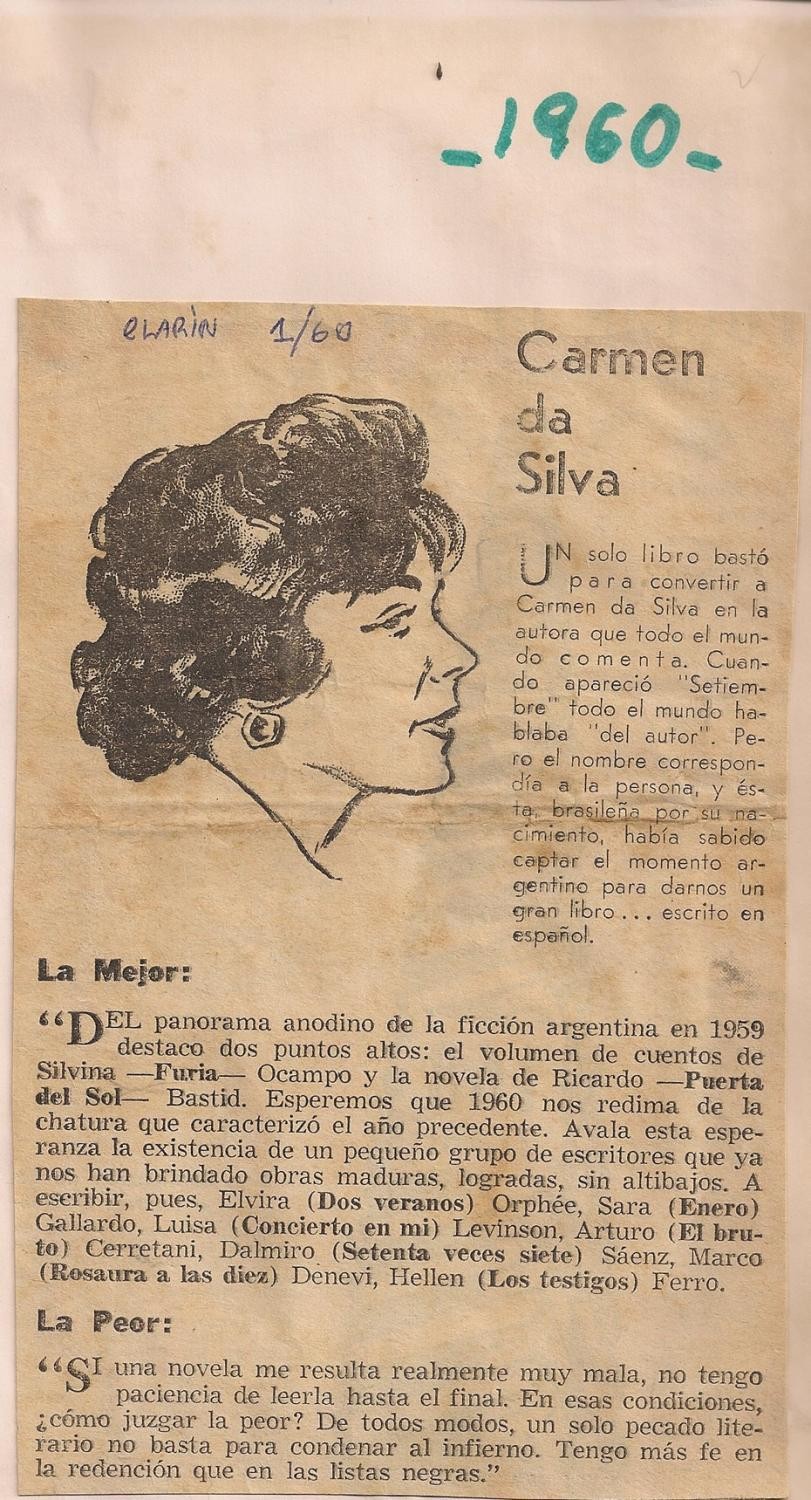 -1960-
CLARIN 1/60
Carmen
da
Silva
UN solo libro bastó
para convertir a
Carmen da Silva en la
autora que todo el mun-
do comenta. Cuan-
do apareció "Setiem-
bre" todo el mundo ha-
blaba "del autor". Pe-
ro el nombre correspon-
día a la persona, y és-
ta, brasileña por su na-
cimiento, había sabido
captar el momento ar-
gentino para darnos un
gran libro... escrito en
español.
La Mejor:
“DEL panorama anodino de la ficción argentina en 1959
destaco dos puntos altos: el volumen de cuentos de
Silvina —Furia— Ocampo y la novela de Ricardo —Puerta
del Sol— Bastid. Esperemos que 1960 nos redima de la
chatura que caracterizó el año precedente. Avala esta espe-
ranza la existencia de un pequeño grupo de escritores que ya
nos han brindado obras maduras, logradas, sin altibajos. A
escribir, pues, Elvira (Dos veranos) Orphée, Sara (Enero)
Gallardo, Luisa (Concierto en mi) Levinson, Arturo (El bru-
to) Cerretani, Dalmiro (Setenta veces siete) Sáenz, Marco
(Rosaura a las diez) Denevi, Hellen (Los testigos) Ferro.
La Peor:
“SI una novela me resulta realmente muy mala, no tengo
paciencia de leerla hasta el final. En esas condiciones,
¿cómo juzgar la peor? De todos modos, un solo pecado lite-
rario no basta para condenar al infierno. Tengo más fe en
la redención que en las listas negras.”